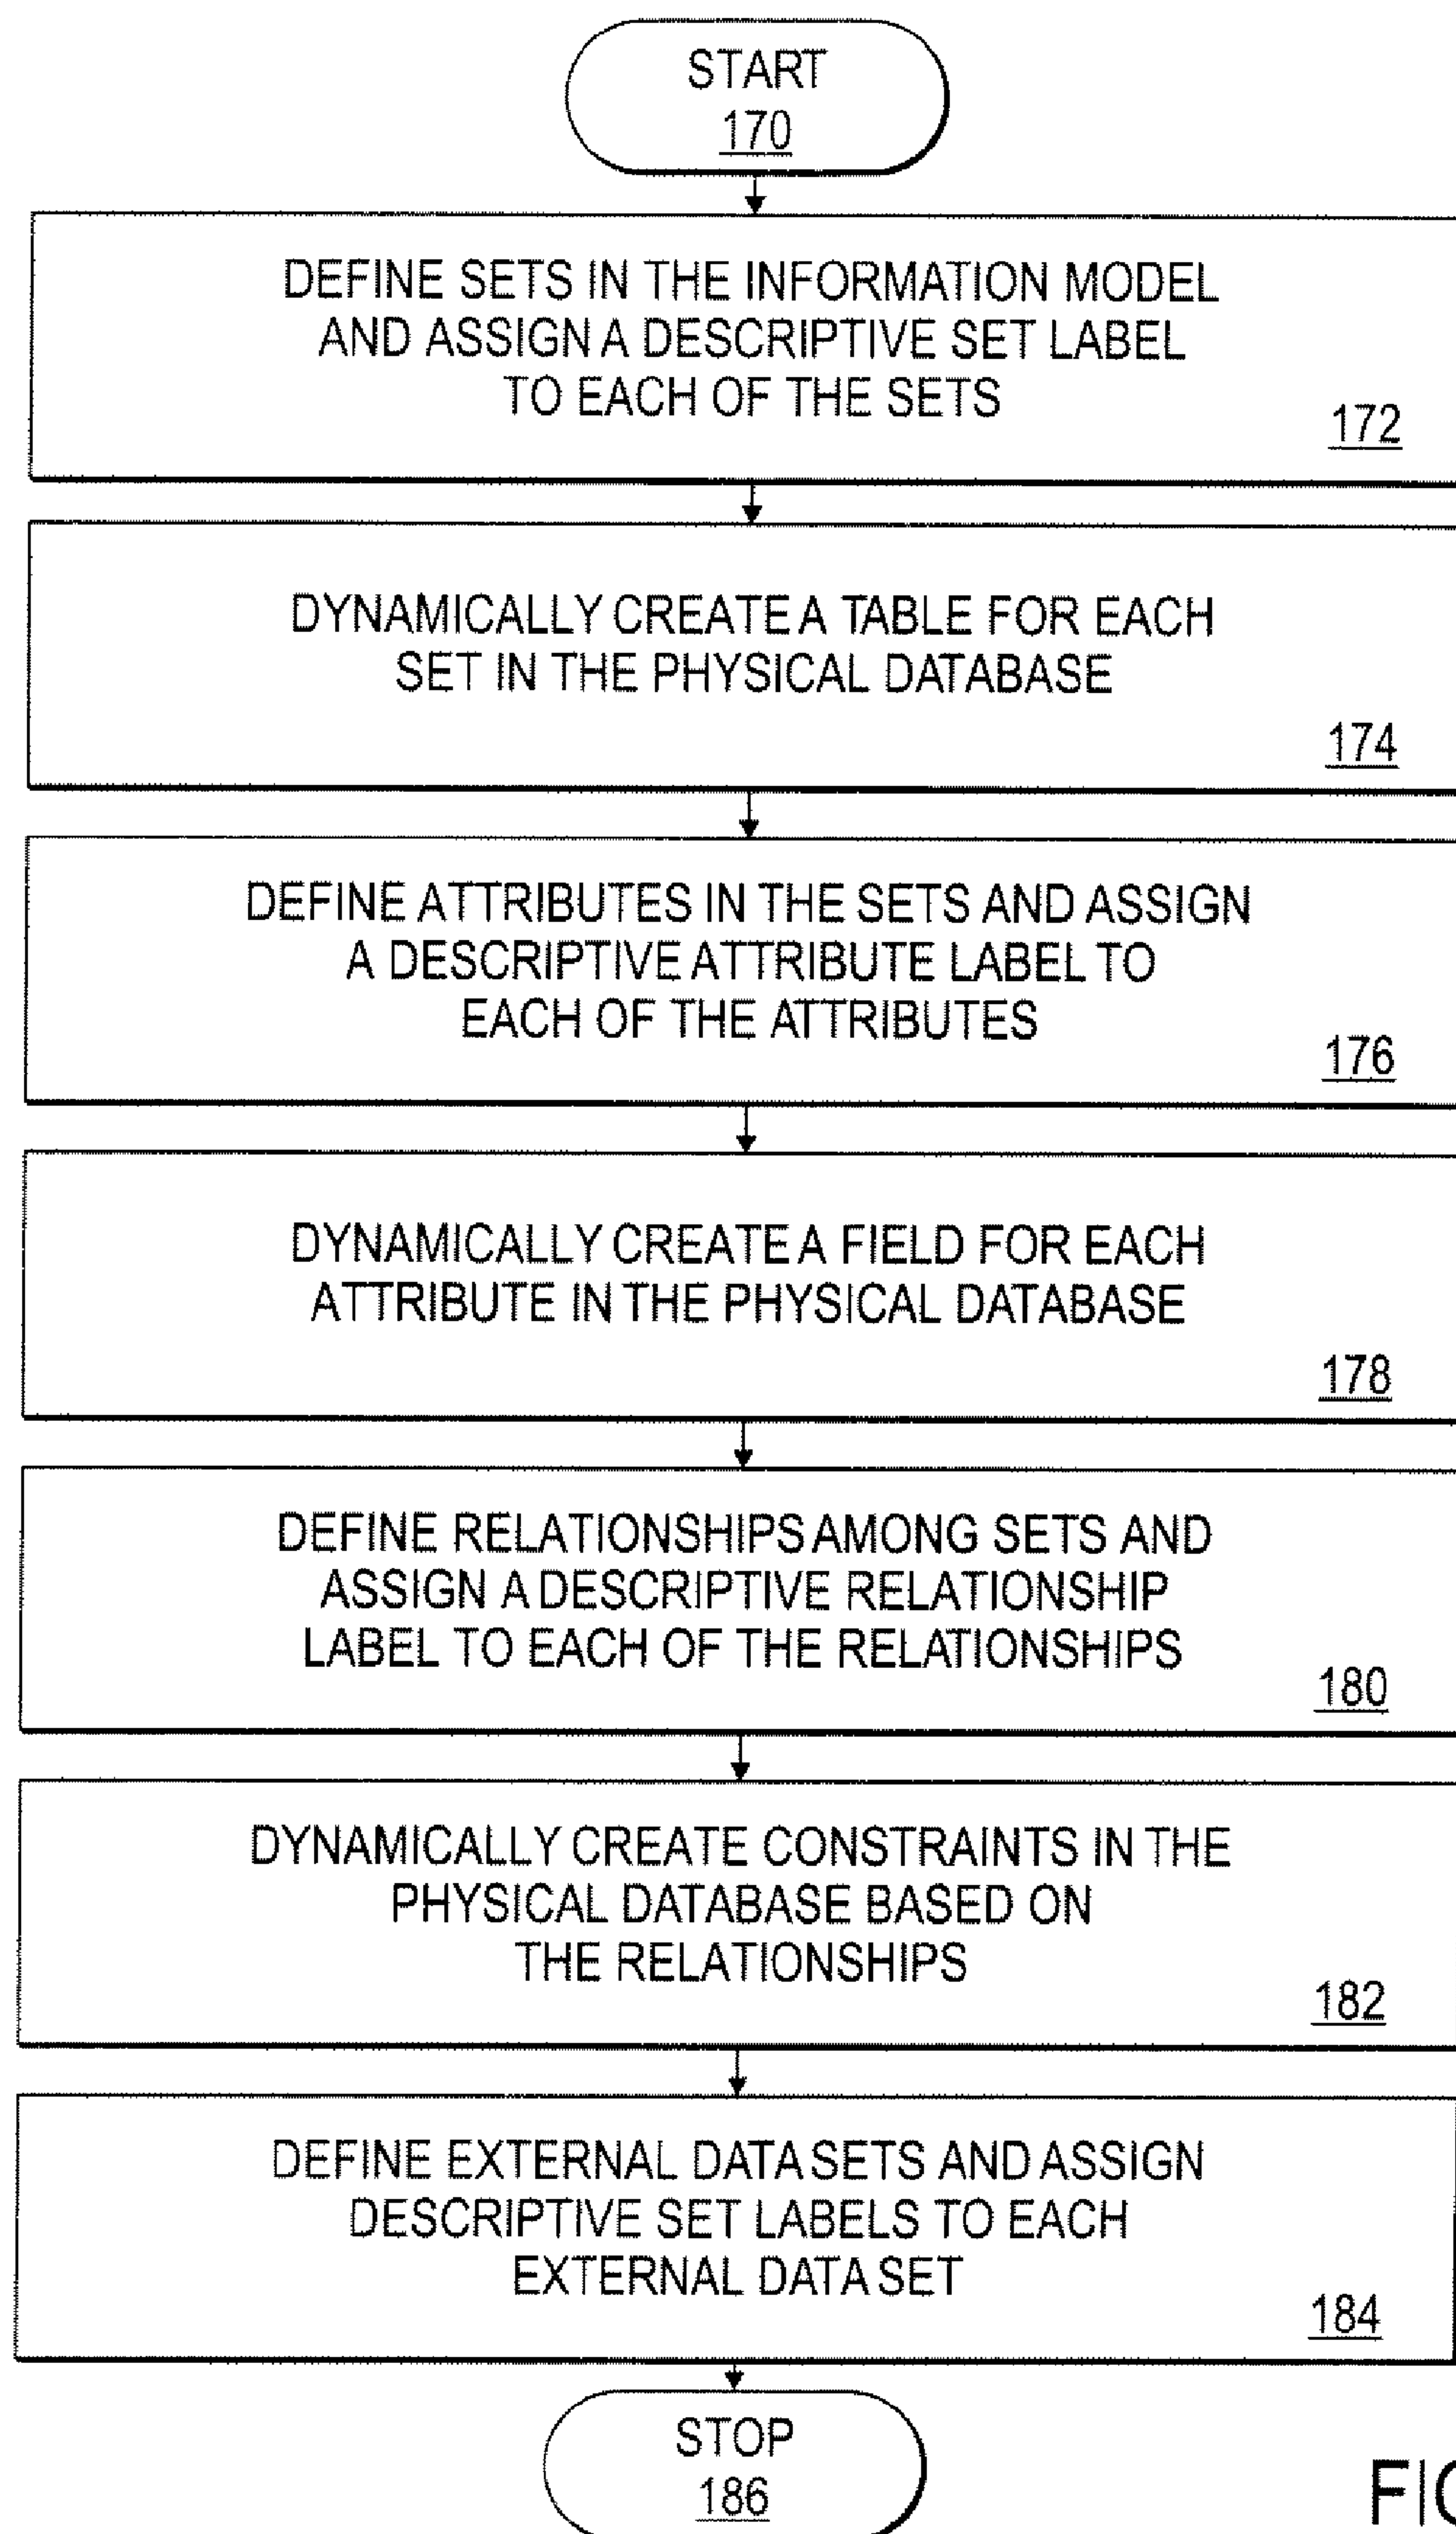 START
170
DEFINE SETS IN THE INFORMATION MODEL
AND ASSIGN A DESCRIPTIVE SET LABEL
TO EACH OF THE SETS
172
DYNAMICALLY CREATE A TABLE FOR EACH
SET IN THE PHYSICAL DATABASE
174
DEFINE ATTRIBUTES IN THE SETS AND ASSIGN
A DESCRIPTIVE ATTRIBUTE LABEL TO
EACH OF THE ATTRIBUTES
176
DYNAMICALLY CREATE A FIELD FOR EACH
ATTRIBUTE IN THE PHYSICAL DATABASE
178
DEFINE RELATIONSHIPS AMONG SETS AND
ASSIGN A DESCRIPTIVE RELATIONSHIP
LABEL TO EACH OF THE RELATIONSHIPS
180
DYNAMICALLY CREATE CONSTRAINTS IN THE
PHYSICAL DATABASE BASED ON
THE RELATIONSHIPS
182
DEFINE EXTERNAL DATA SETS AND ASSIGN
DESCRIPTIVE SET LABELS TO EACH
EXTERNAL DATA SET
184
STOP
186